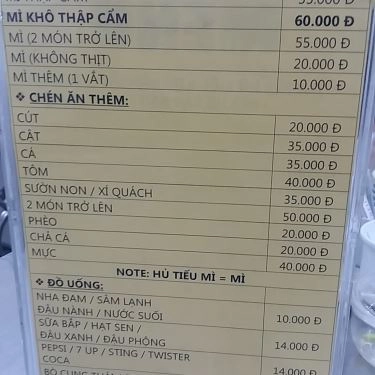 MÌ KHÔ THẬP CẨM 60.000 Đ
MÌ (2 MÓN TRỞ LÊN) 55.000 Đ
MÌ (KHÔNG THỊT) 20.000 Đ
MÌ THÊM (1 VẮT) 10.000 Đ
❖ CHÉN ĂN THÊM:
CÚT 20.000 Đ
CẬT 35.000 Đ
CÁ 35.000 Đ
TÔM 40.000 Đ
SƯỜN NON / XÍ QUÁCH 35.000 Đ
2 MÓN TRỞ LÊN 50.000 Đ
PHÈO 20.000 Đ
CHẢ CÁ 20.000 Đ
MỰC 40.000 Đ
NOTE: HỦ TIẾU MÌ = MÌ
❖ ĐỒ UỐNG:
NHA ĐAM / SÂM LẠNH
ĐẬU NÀNH / NƯỚC SUỐI 10.000 Đ
SỮA BẮP / HẠT SEN /
ĐẬU XANH / ĐẬU PHỘNG 14.000 Đ
PEPSI / 7 UP / STING / TWISTER
COCA 14.000 Đ